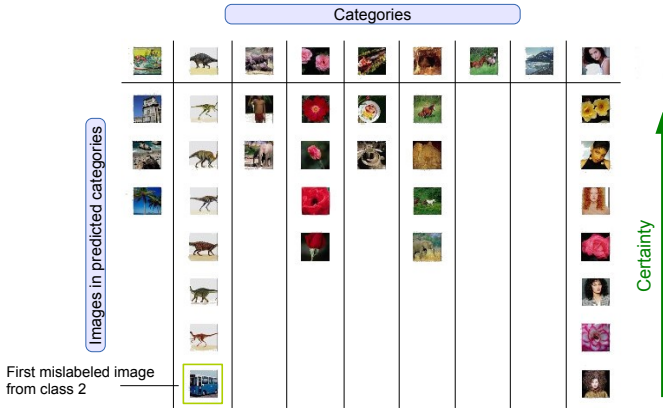 Categories
Images in predicted categories
Certainty
First mislabeled image
from class 2